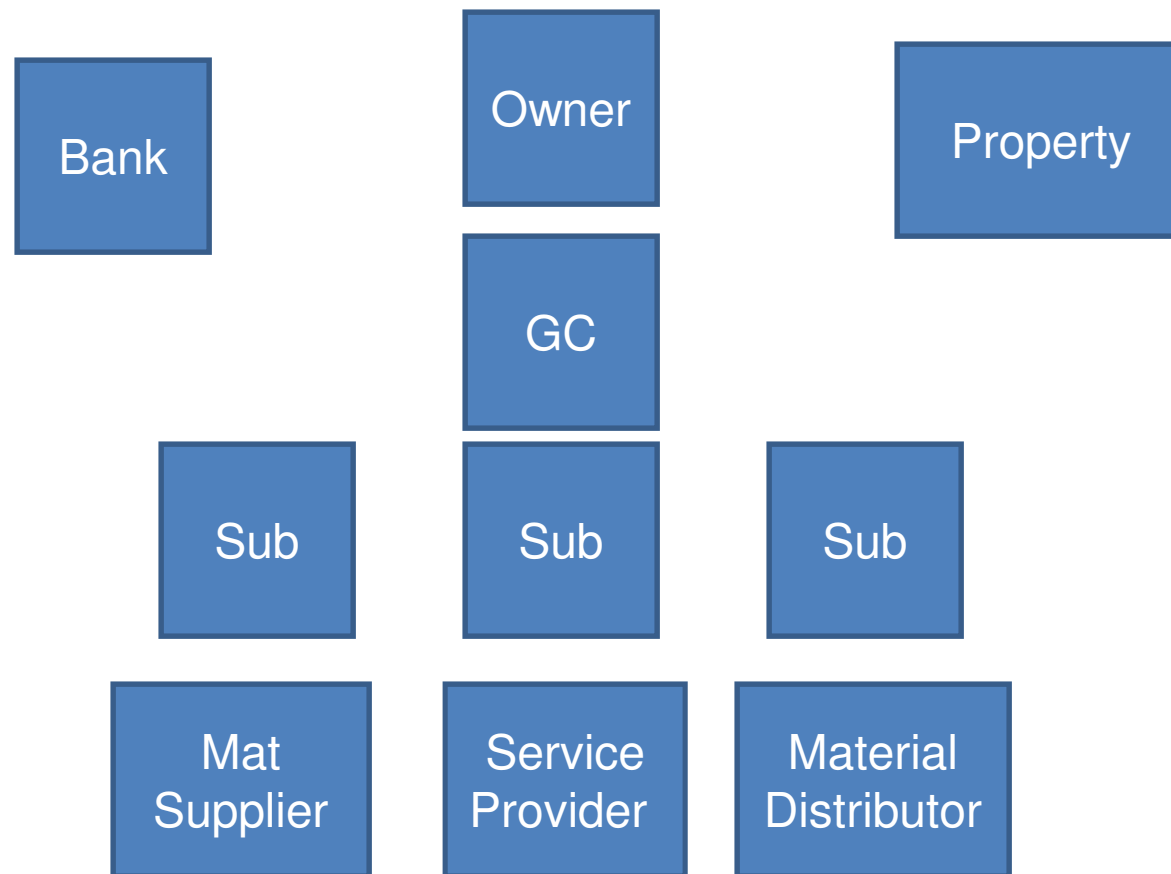 Owner
Bank
Property
GC
Sub
Sub
Sub
Mat
Supplier
Service
Provider
Material
Distributor